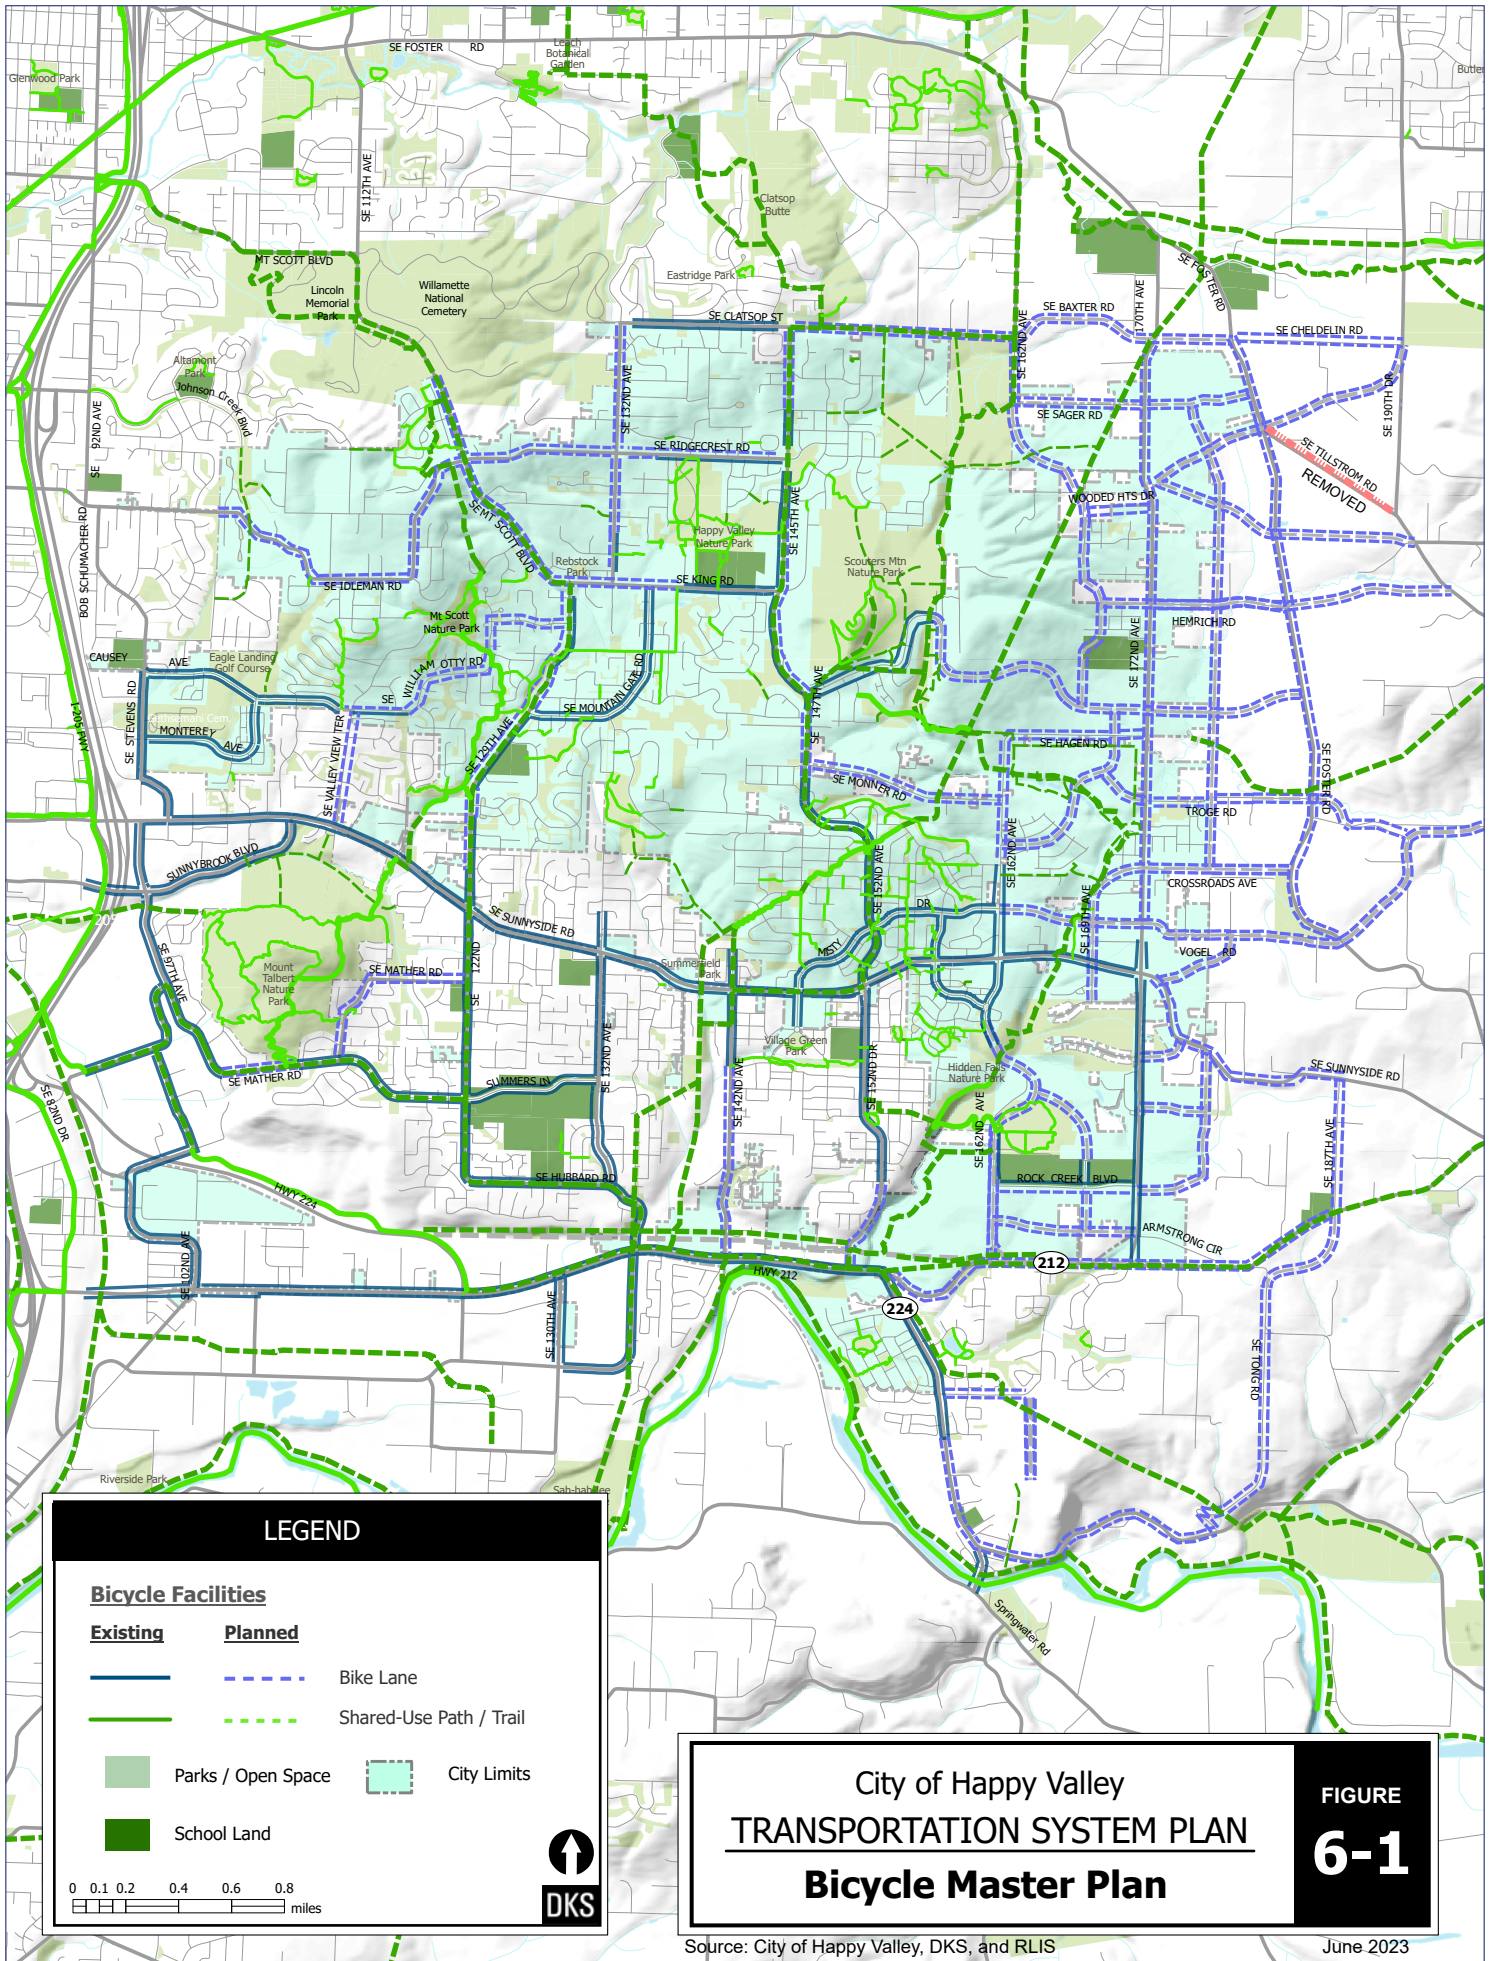 SE FOSTER RD
Leach
Botanical
Garden
Glenwood Park
Butler
SE 112TH AVE
Clatsop
Butte
MT SCOTT BLVD
Lincoln
Memorial
Park
Willamette
National
Cemetery
Eastridge Park
SE FOSTER RD
170TH AVE
SE BAXTER RD
SE CLATSOP ST
SE CHELDELIN RD
SE 162ND AVE
Altamont
Park
Johnson Creek Blvd
SE 132ND AVE
SE 190TH DR
SE 92ND AVE
SE SAGER RD
SE RIDGECREST RD
SE TILLSTROM RD
REMOVED
WOODED HTS DR
BOB SCHUMACHER RD
SE MT SCOTT BLVD
SE 145TH AVE
Happy Valley
Nature Park
Rebstock
Park
Scouters Mtn
Nature Park
SE KING RD
SE IDLEMAN RD
Mt Scott
Nature Park
HEMRICH RD
SE 172ND AVE
CAUSEY AVE
Eagle Landing
Golf Course
SE WILLIAM OTTY RD
SE MOUNTAIN GATE RD
SE 147TH AVE
I-205 FWY
SE STEVENS RD
MONTEREY AVE
SE VALLEY VIEW TER
SE 129TH AVE
SE HAGEN RD
SE FOSTER RD
SE MONNER RD
TROGE RD
SE 162ND AVE
SUNNYBROOK BLVD
SE 152ND AVE
CROSSROADS AVE
SE SUNNYSIDE RD
MISTY DR
SE 169TH AVE
VOGEL RD
205
SE 97TH AVE
SE 122ND
Mount
Talbert
Nature
Park
SE MATHER RD
Summerfield
Park
Village Green
Park
SE 132ND AVE
SE 142ND AVE
SE 152ND DR
Hidden Falls
Nature Park
SE SUNNYSIDE RD
SE MATHER RD
SUMMERS LN
SE 82ND DR
SE 162ND AVE
SE 187TH AVE
SE HUBBARD RD
ROCK CREEK BLVD
HWY 224
ARMSTRONG CIR
SE 102ND AVE
HWY 212
212
224
SE 130TH AVE
SE TONG RD
Riverside Park
Springwater Rd
LEGEND
Bicycle Facilities
Existing Planned
Bike Lane
Shared-Use Path / Trail
Parks / Open Space City Limits
School Land
0 0.1 0.2 0.4 0.6 0.8
miles
DKS
City of Happy Valley
TRANSPORTATION SYSTEM PLAN
Bicycle Master Plan
FIGURE
6-1
Source: City of Happy Valley, DKS, and RLIS
June 2023